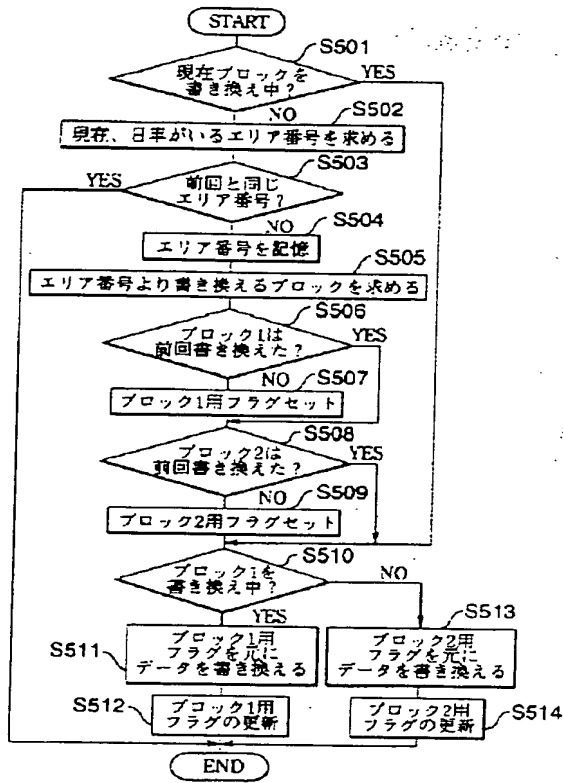 START
S501
現在ブロックを
書き換え中?
YES
NO
S502
現在、自車がいるエリア番号を求める
S503
YES
前回と同じ
エリア番号?
NO
S504
エリア番号を記憶
S505
エリア番号より書き換えるブロックを求める
S506
ブロック1は
前回書き換えた?
YES
NO
S507
ブロック1用フラグセット
S508
ブロック2は
前回書き換えた?
YES
NO
S509
ブロック2用フラグセット
S510
ブロック1を
書き換え中?
NO
YES
S511
ブロック1用
フラグを元に
データを書き換える
S513
ブロック2用
フラグを元に
データを書き換える
S512
ブロック1用
フラグの更新
ブロック2用
フラグの更新
S514
END